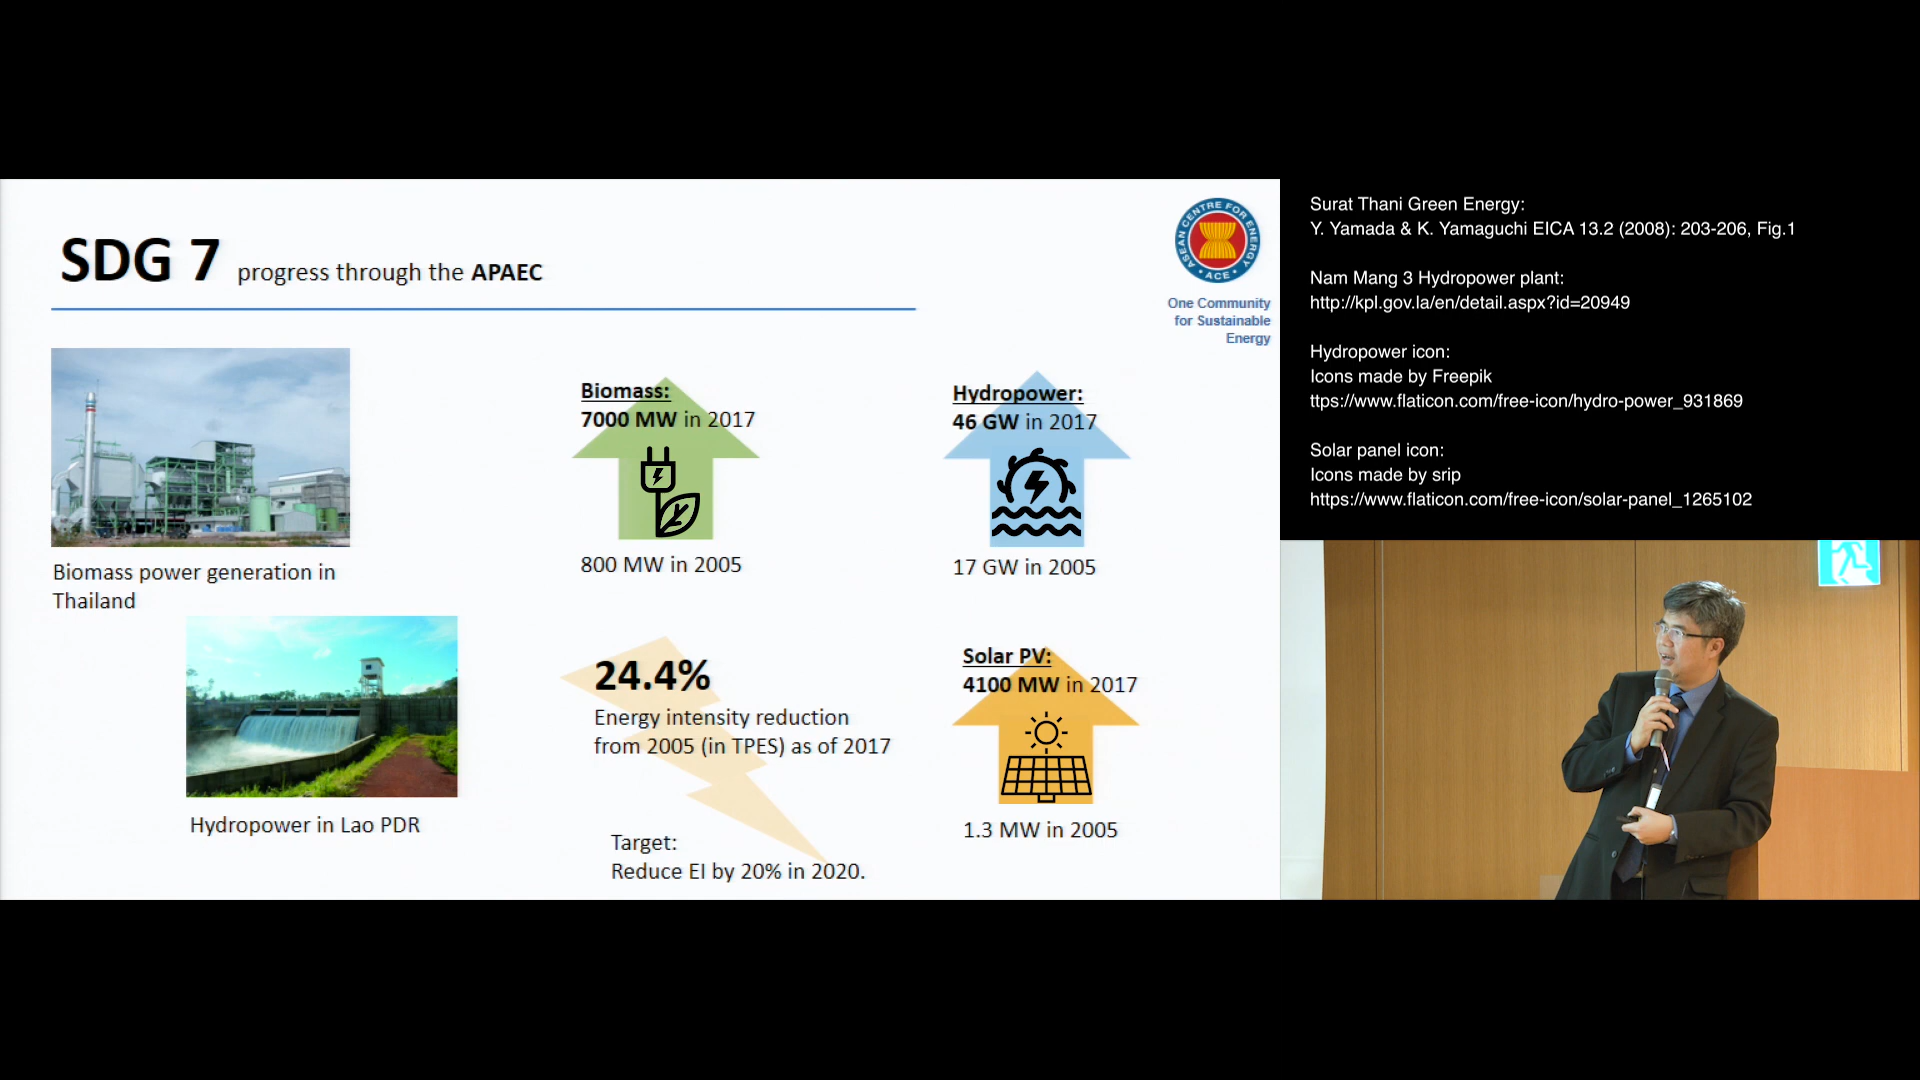 SDG 7 progress through the APAEC
ASEAN CENTRE FOR ENERGY
• ACE •
One Community
for Sustainable
Energy
Biomass power generation in
Thailand
Hydropower in Lao PDR
Biomass:
7000 MW in 2017
800 MW in 2005
Hydropower:
46 GW in 2017
17 GW in 2005
24.4%
Energy intensity reduction
from 2005 (in TPES) as of 2017
Target:
Reduce EI by 20% in 2020.
Solar PV:
4100 MW in 2017
1.3 MW in 2005
Surat Thani Green Energy:
Y. Yamada & K. Yamaguchi EICA 13.2 (2008): 203-206, Fig.1
Nam Mang 3 Hydropower plant:
http://kpl.gov.la/en/detail.aspx?id=20949
Hydropower icon:
Icons made by Freepik
ttps://www.flaticon.com/free-icon/hydro-power_931869
Solar panel icon:
Icons made by srip
https://www.flaticon.com/free-icon/solar-panel_1265102